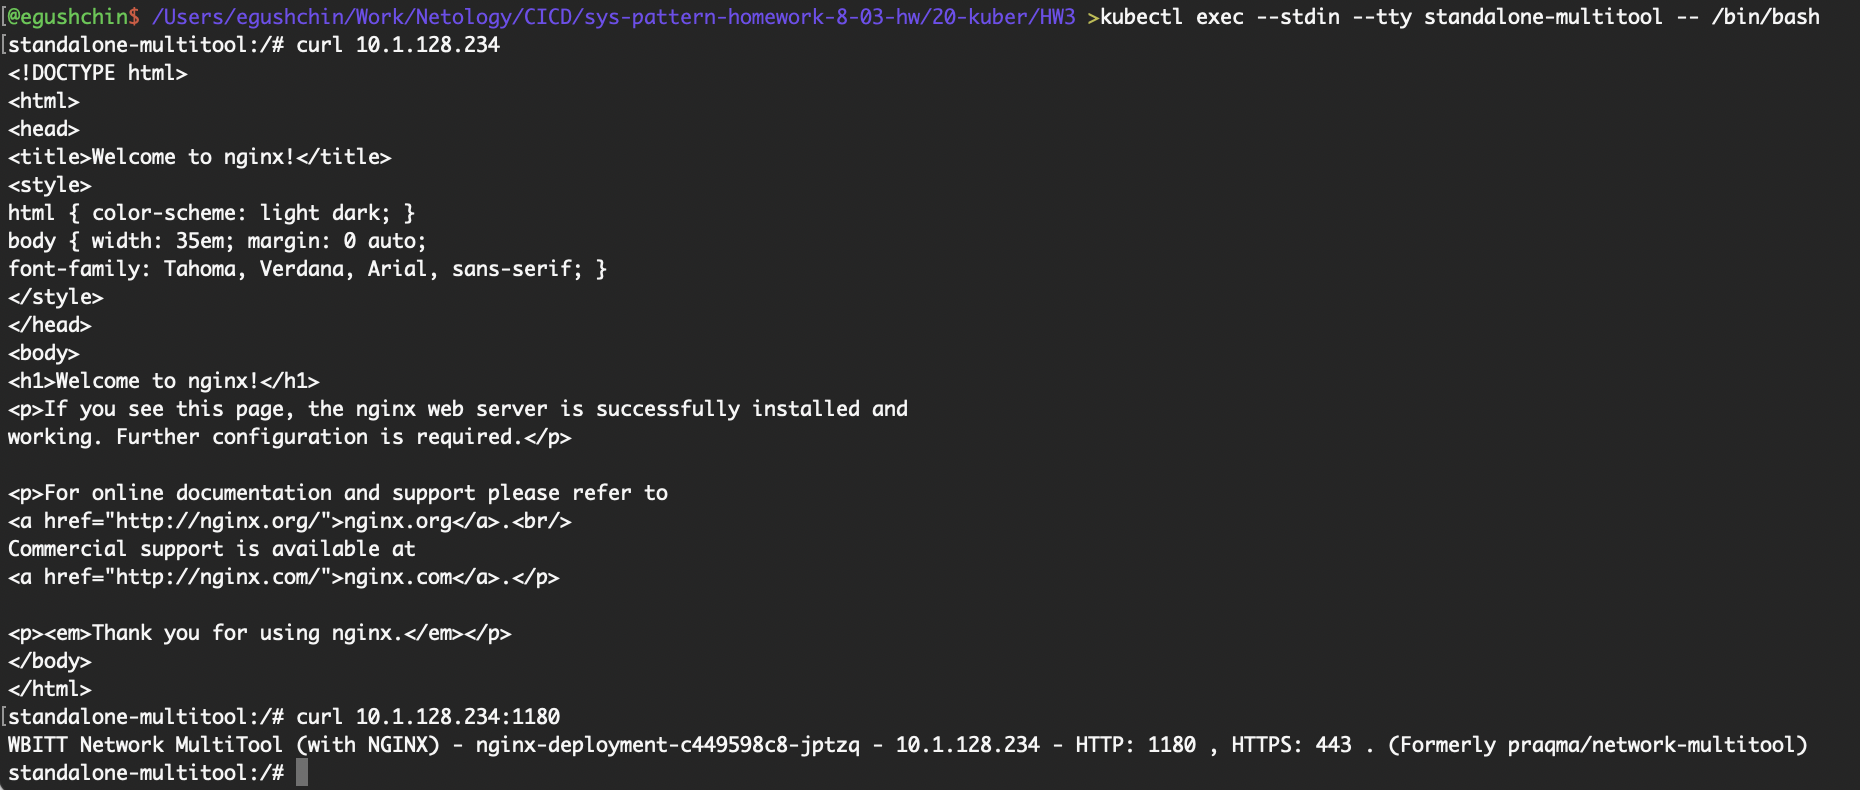 [@egushchin$ /Users/egushchin/Work/Netology/CICD/sys-pattern-homework-8-03-hw/20-kuber/HW3 >kubectl exec --stdin --tty standalone-multitool -- /bin/bash
[standalone-multitool:/# curl 10.1.128.234
<!DOCTYPE html>
<html>
<head>
<title>Welcome to nginx!</title>
<style>
html { color-scheme: light dark; }
body { width: 35em; margin: 0 auto;
font-family: Tahoma, Verdana, Arial, sans-serif; }
</style>
</head>
<body>
<h1>Welcome to nginx!</h1>
<p>If you see this page, the nginx web server is successfully installed and
working. Further configuration is required.</p>

<p>For online documentation and support please refer to
<a href="http://nginx.org/">nginx.org</a>.<br/>
Commercial support is available at
<a href="http://nginx.com/">nginx.com</a>.</p>

<p><em>Thank you for using nginx.</em></p>
</body>
</html>
[standalone-multitool:/# curl 10.1.128.234:1180
WBITT Network MultiTool (with NGINX) - nginx-deployment-c449598c8-jptzq - 10.1.128.234 - HTTP: 1180 , HTTPS: 443 . (Formerly praqma/network-multitool)
standalone-multitool:/#